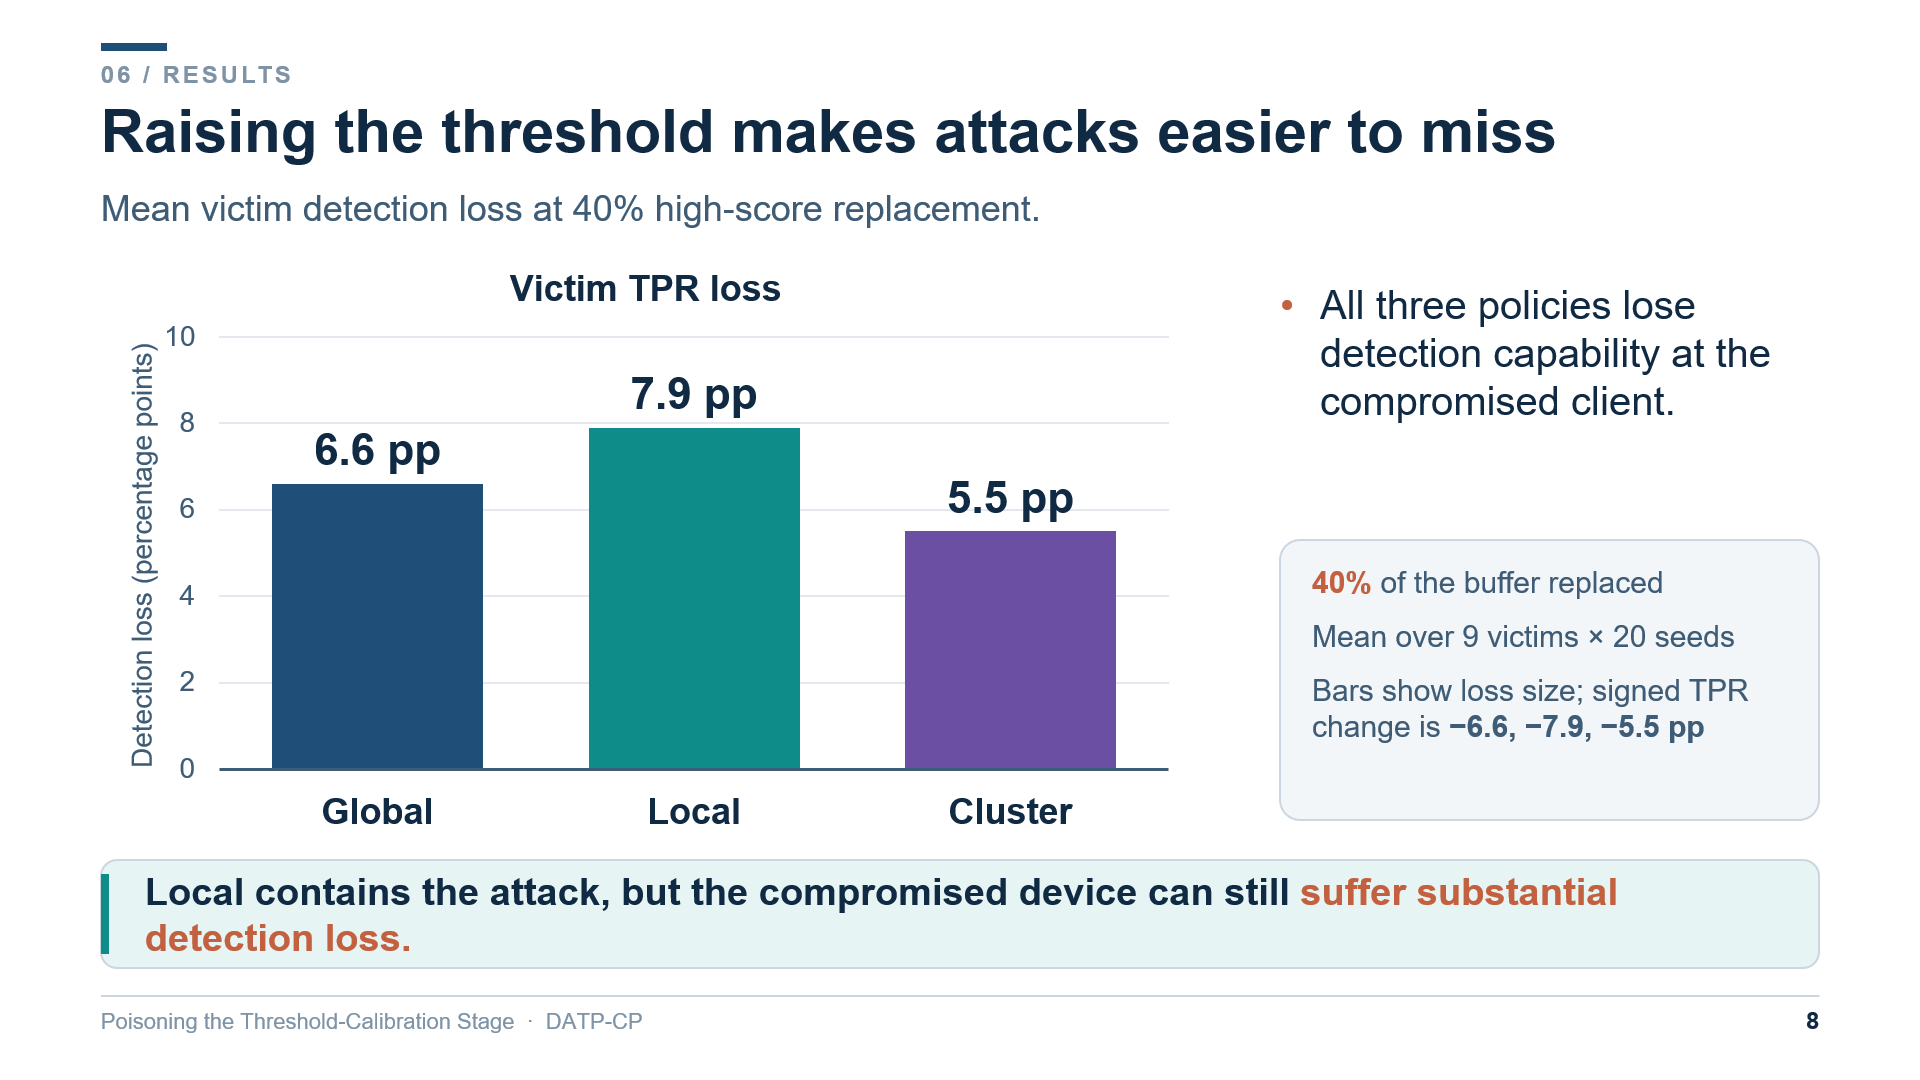 06 / RESULTS
Raising the threshold makes attacks easier to miss
Mean victim detection loss at 40% high-score replacement.
Victim TPR loss
Detection loss (percentage points)
10
8
6
4
2
0
6.6 pp
7.9 pp
5.5 pp
Global
Local
Cluster
• All three policies lose
detection capability at the
compromised client.
40% of the buffer replaced
Mean over 9 victims × 20 seeds
Bars show loss size; signed TPR
change is −6.6, −7.9, −5.5 pp
Local contains the attack, but the compromised device can still suffer substantial
detection loss.
Poisoning the Threshold-Calibration Stage · DATP-CP
8